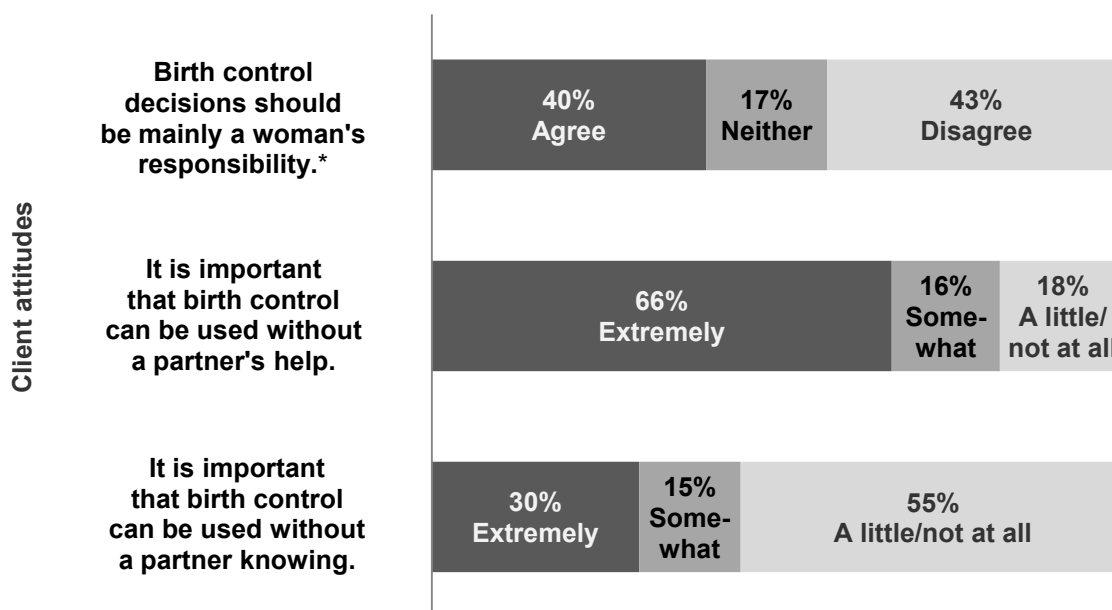 Client attitudes
Birth control
decisions should
be mainly a woman's
responsibility.*
40%
Agree
17%
Neither
43%
Disagree
It is important
that birth control
can be used without
a partner's help.
66%
Extremely
16%
Some-
what
18%
A little/
not at all
It is important
that birth control
can be used without
a partner knowing.
30%
Extremely
15%
Some-
what
55%
A little/not at all